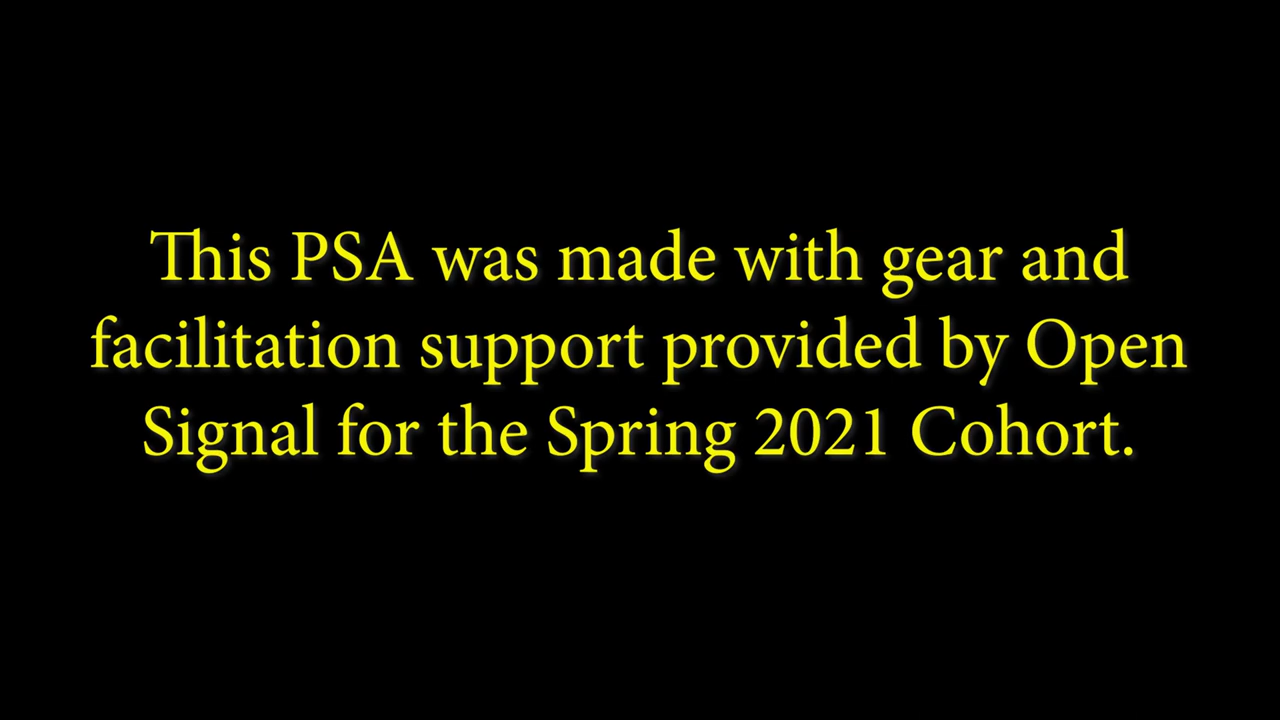 This PSA was made with gear and
facilitation support provided by Open
Signal for the Spring 2021 Cohort.